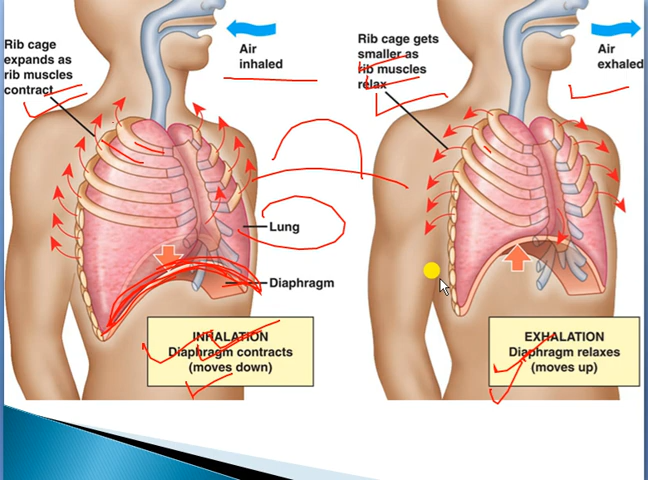 Rib cage
expands as
rib muscles
contract
Air
inhaled
Lung
Diaphragm
INHALATION
Diaphragm contracts
(moves down)
Rib cage gets
smaller as
rib muscles
relax
Air
exhaled
EXHALATION
Diaphragm relaxes
(moves up)